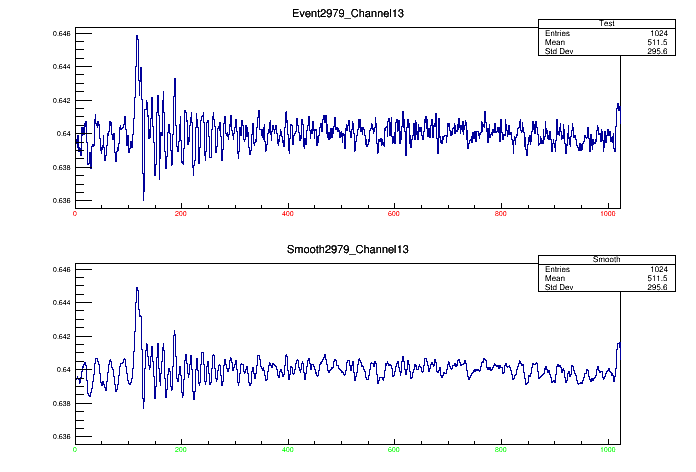 Event2979_Channel13
Test
Entries 1024
Mean 511.5
Std Dev 295.6
0.646
0.644
0.642
0.64
0.638
0.636
0 200 400 600 800 1000
Smooth2979_Channel13
Smooth
Entries 1024
Mean 511.5
Std Dev 295.6
0.646
0.644
0.642
0.64
0.638
0.636
0 200 400 600 800 1000